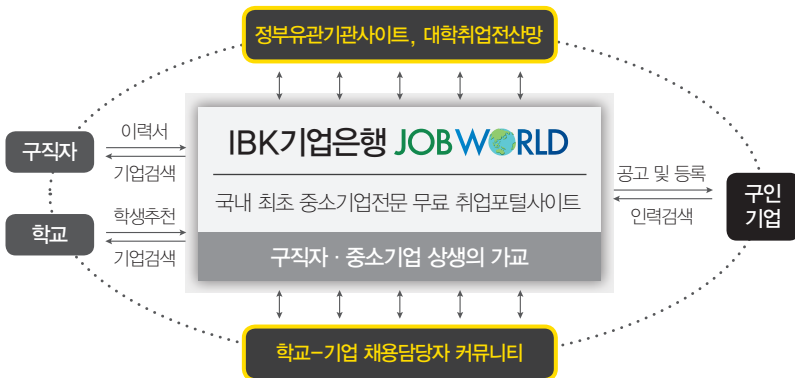 정부유관기관사이트, 대학취업전산망
구직자
이력서
기업검색
학교
학생추천
기업검색
IBK기업은행 JOB WORLD
국내 최초 중소기업전문 무료 취업포털사이트
구직자 · 중소기업 상생의 가교
공고 및 등록
인력검색
구인
기업
학교-기업 채용담당자 커뮤니티